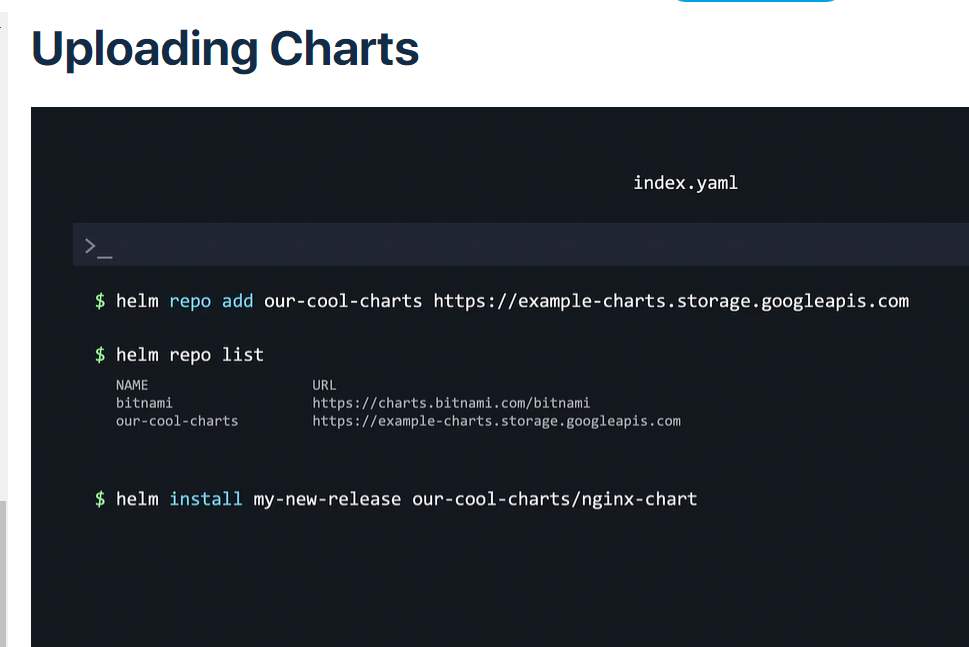 Uploading Charts
index.yaml
>_
$ helm repo add our-cool-charts https://example-charts.storage.googleapis.com
$ helm repo list
NAME URL
bitnami https://charts.bitnami.com/bitnami
our-cool-charts https://example-charts.storage.googleapis.com
$ helm install my-new-release our-cool-charts/nginx-chart